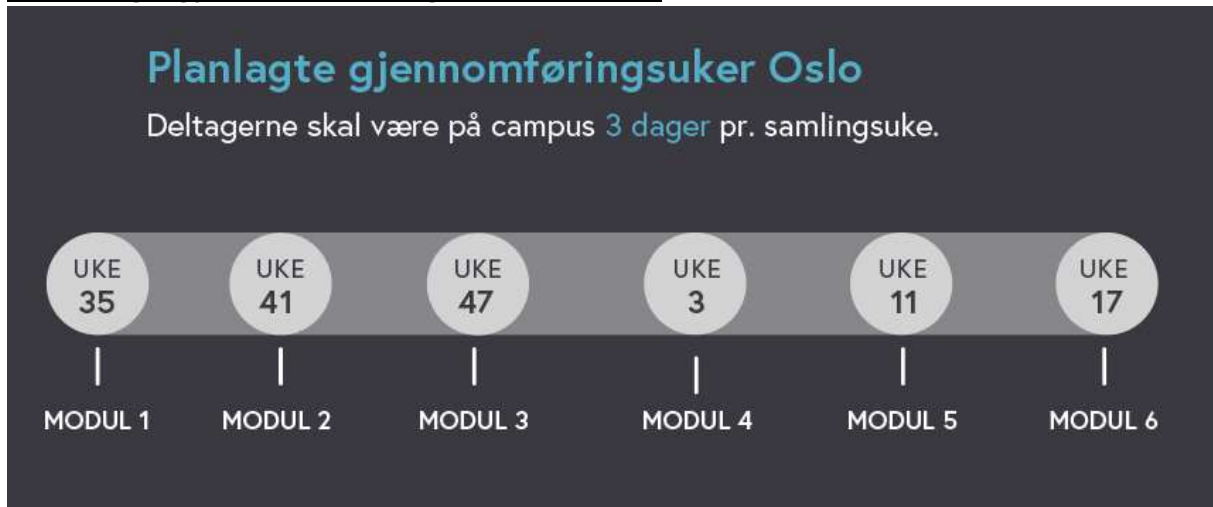 Planlagte gjennomføringsuker Oslo
Deltagerne skal være på campus 3 dager pr. samlingsuke.
UKE 35
UKE 41
UKE 47
UKE 3
UKE 11
UKE 17
MODUL 1
MODUL 2
MODUL 3
MODUL 4
MODUL 5
MODUL 6